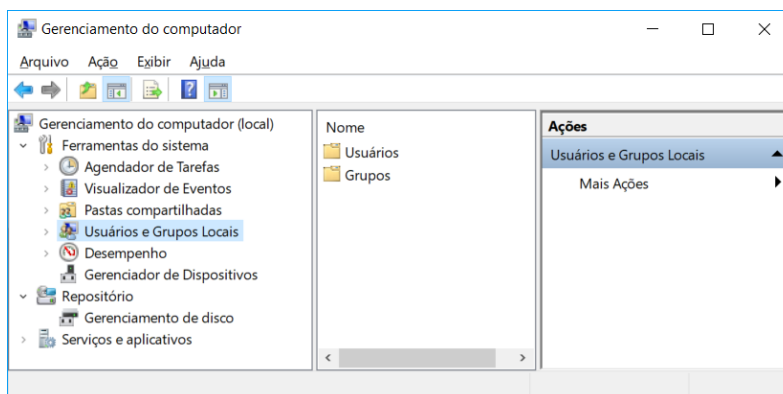 Gerenciamento do computador
Arquivo Ação Exibir Ajuda
Gerenciamento do computador (local)
Ferramentas do sistema
Agendador de Tarefas
Visualizador de Eventos
Pastas compartilhadas
Usuários e Grupos Locais
Desempenho
Gerenciador de Dispositivos
Repositório
Gerenciamento de disco
Serviços e aplicativos
Nome
Usuários
Grupos
Ações
Usuários e Grupos Locais
Mais Ações